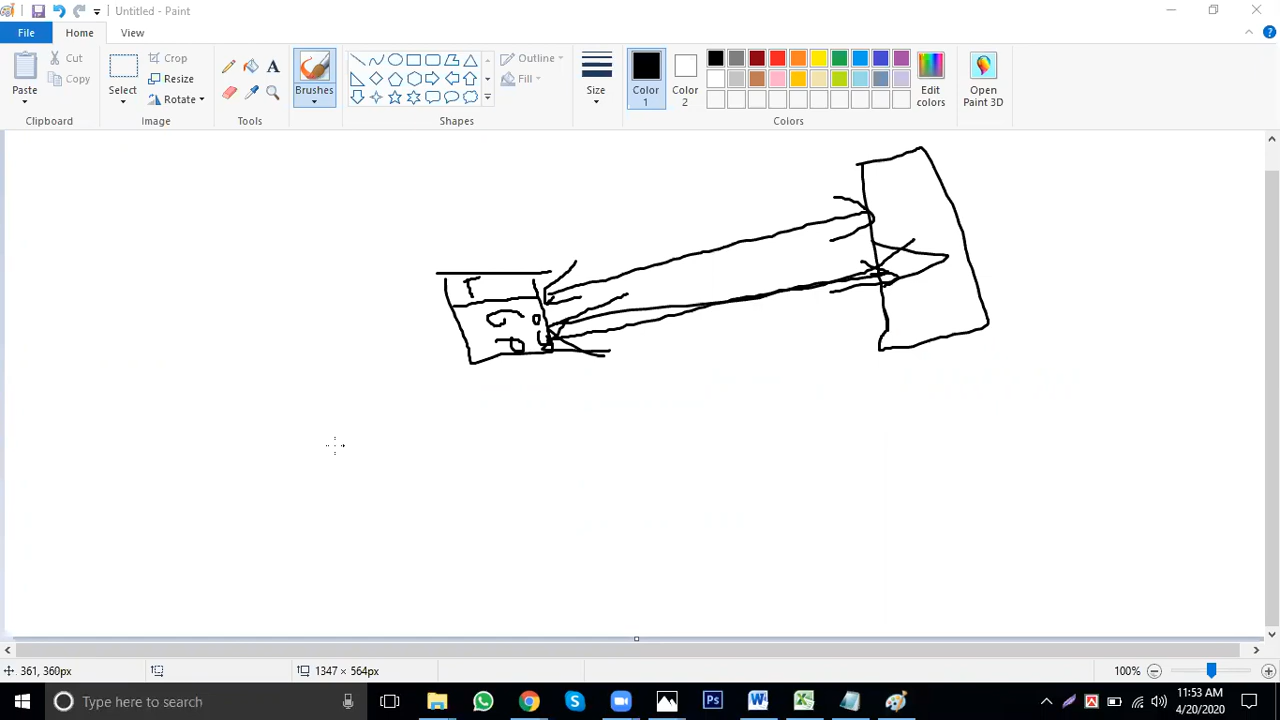 Untitled - Paint
File
Home
View
Paste
Cut
Copy
Clipboard
Select
Crop
Resize
Rotate
Image
A
Tools
Brushes
Outline
Fill
Shapes
Size
Color 1
Color 2
Edit colors
Open Paint 3D
Colors
GP
361, 360px
1347 × 564px
100%
Type here to search
Ps
W
X
A
11:53 AM
4/20/2020